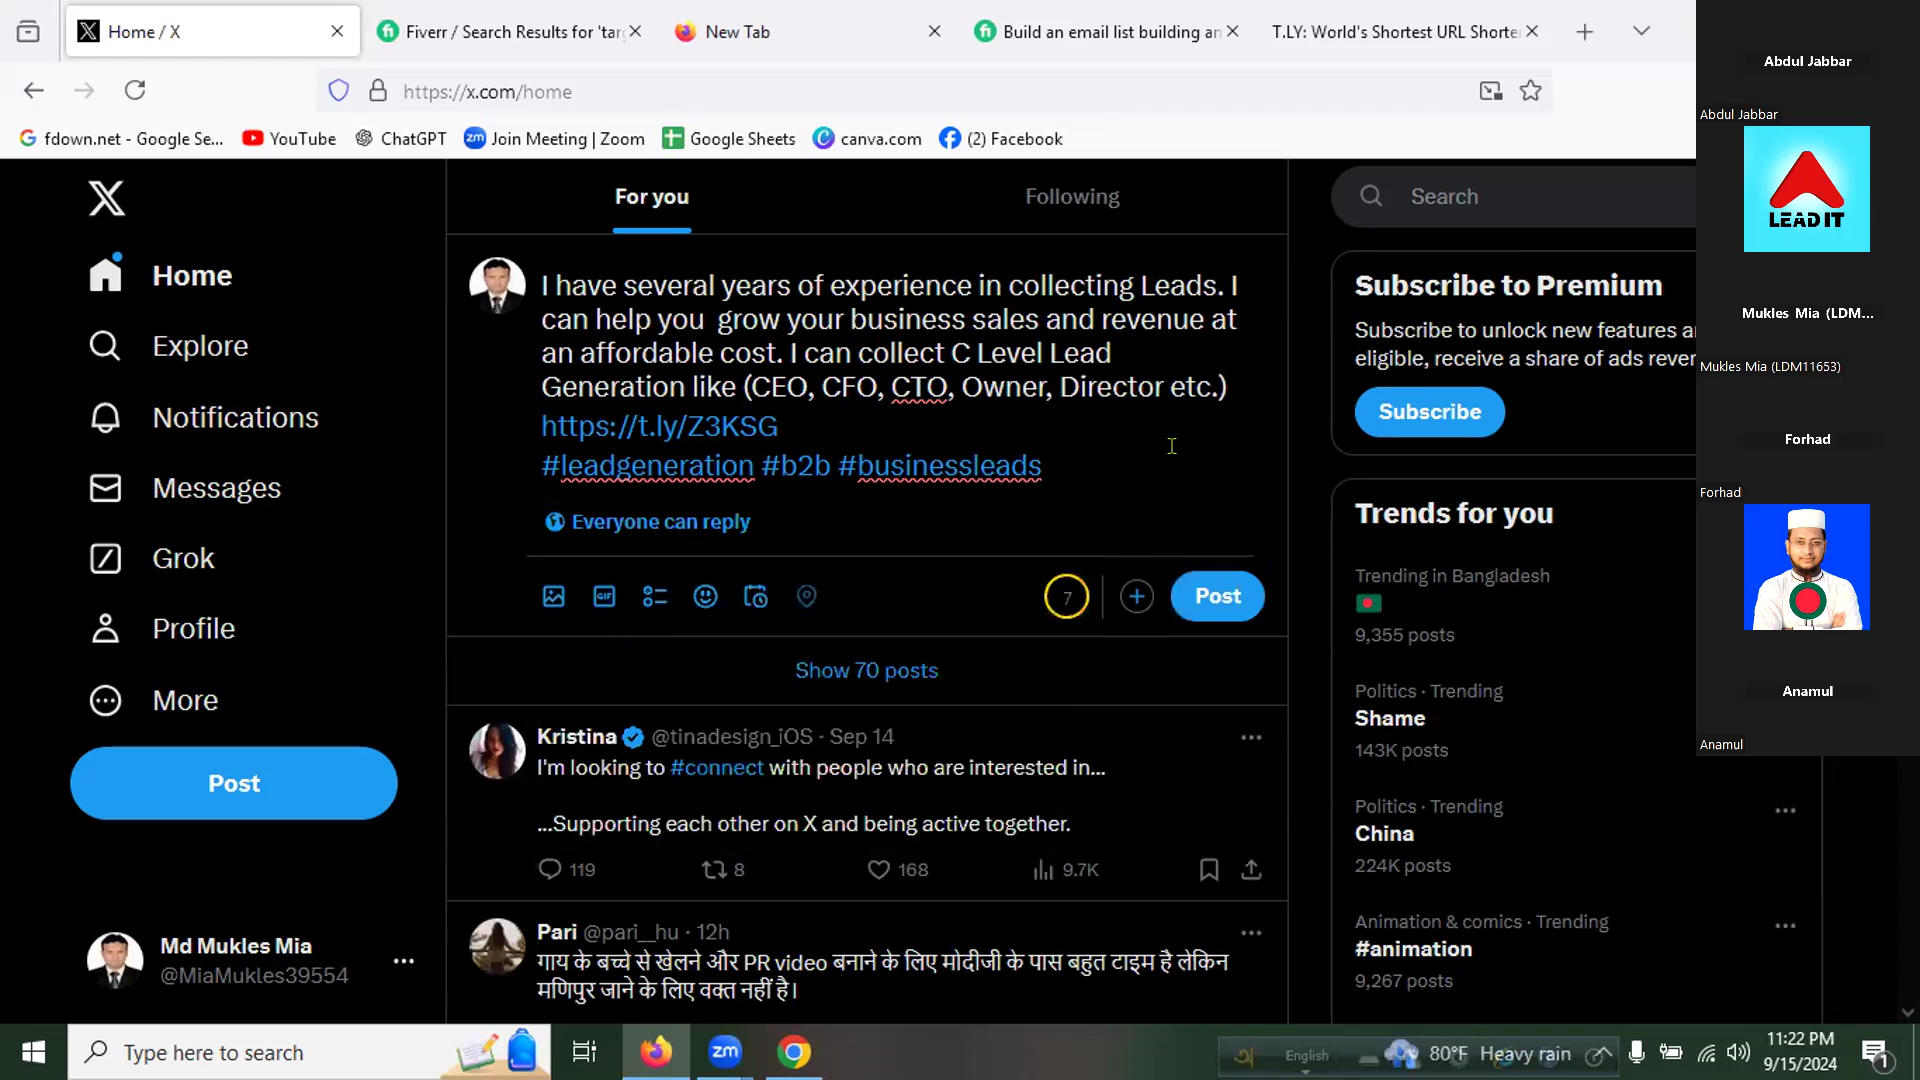 Home / X
Fiverr / Search Results for 'tar
New Tab
Build an email list building an
T.LY: World's Shortest URL Shorte
https://x.com/home
fdown.net - Google Se...
YouTube
ChatGPT
zm
Join Meeting | Zoom
Google Sheets
canva.com
(2) Facebook
For you
Following
Search
Home
Explore
Notifications
Messages
Grok
Profile
More
Post
Md Mukles Mia
@MiaMukles39554
I have several years of experience in collecting Leads. I
can help you grow your business sales and revenue at
an affordable cost. I can collect C Level Lead
Generation like (CEO, CFO, CTO, Owner, Director etc.)
https://t.ly/Z3KSG
#leadgeneration #b2b #businessleads
Everyone can reply
GIF
7
Post
Show 70 posts
Kristina @tinadesign_iOS · Sep 14
I'm looking to #connect with people who are interested in...
...Supporting each other on X and being active together.
119
8
168
9.7K
Pari @pari__hu · 12h
गाय के बच्चे से खेलने और PR video बनाने के लिए मोदीजी के पास बहुत टाइम है लेकिन
मणिपुर जाने के लिए वक्त नहीं है।
Subscribe to Premium
Subscribe to unlock new features a
eligible, receive a share of ads rever
Subscribe
Trends for you
Trending in Bangladesh
9,355 posts
Politics · Trending
Shame
143K posts
Politics · Trending
China
224K posts
Animation & comics · Trending
#animation
9,267 posts
Abdul Jabbar
Abdul Jabbar
LEAD IT
Mukles Mia (LDM...
Mukles Mia (LDM11653)
Forhad
Forhad
Anamul
Anamul
Type here to search
zm
অ
English
80°F Heavy rain
11:22 PM
9/15/2024
1